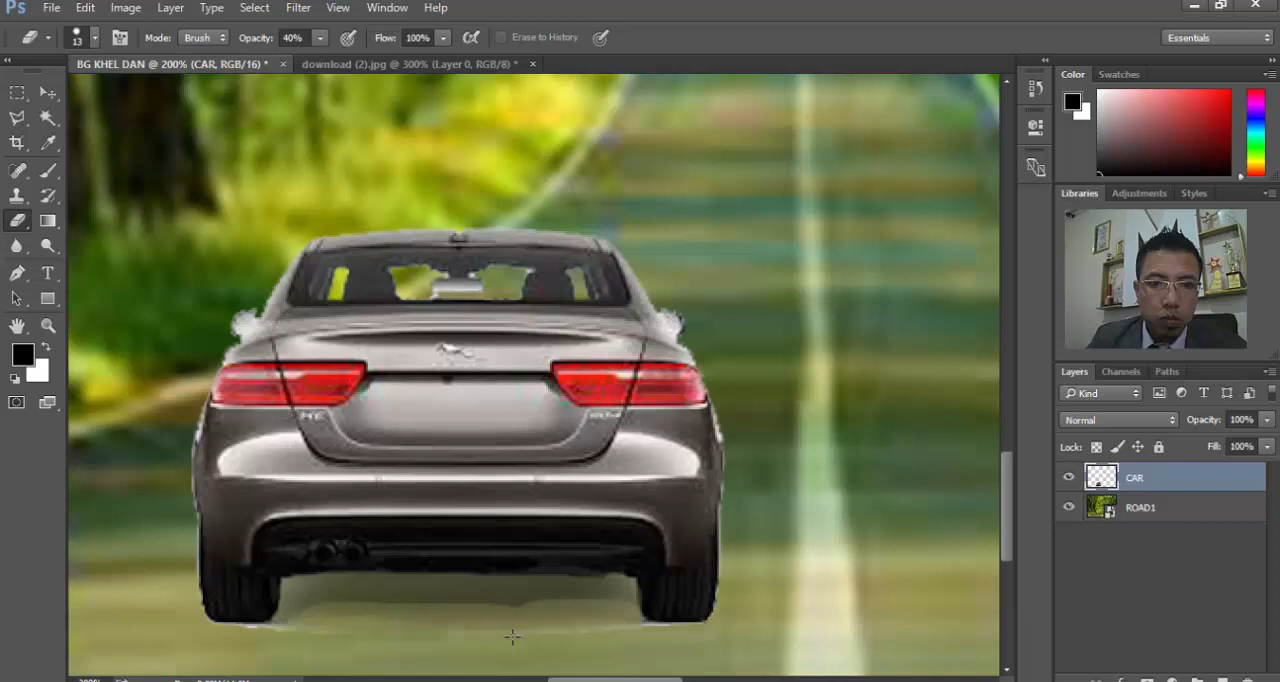 Ps File Edit Image Layer Type Select Filter View Window Help
13 Mode: Brush Opacity: 40% Flow: 100% Erase to History Essentials
BG KHEL DAN @ 200% (CAR, RGB/16) * × download (2).jpg @ 300% (Layer 0, RGB/8) * ×
Color Swatches
Libraries Adjustments Styles
Layers Channels Paths
Kind
Normal Opacity: 100%
Lock: Fill: 100%
CAR
ROAD1